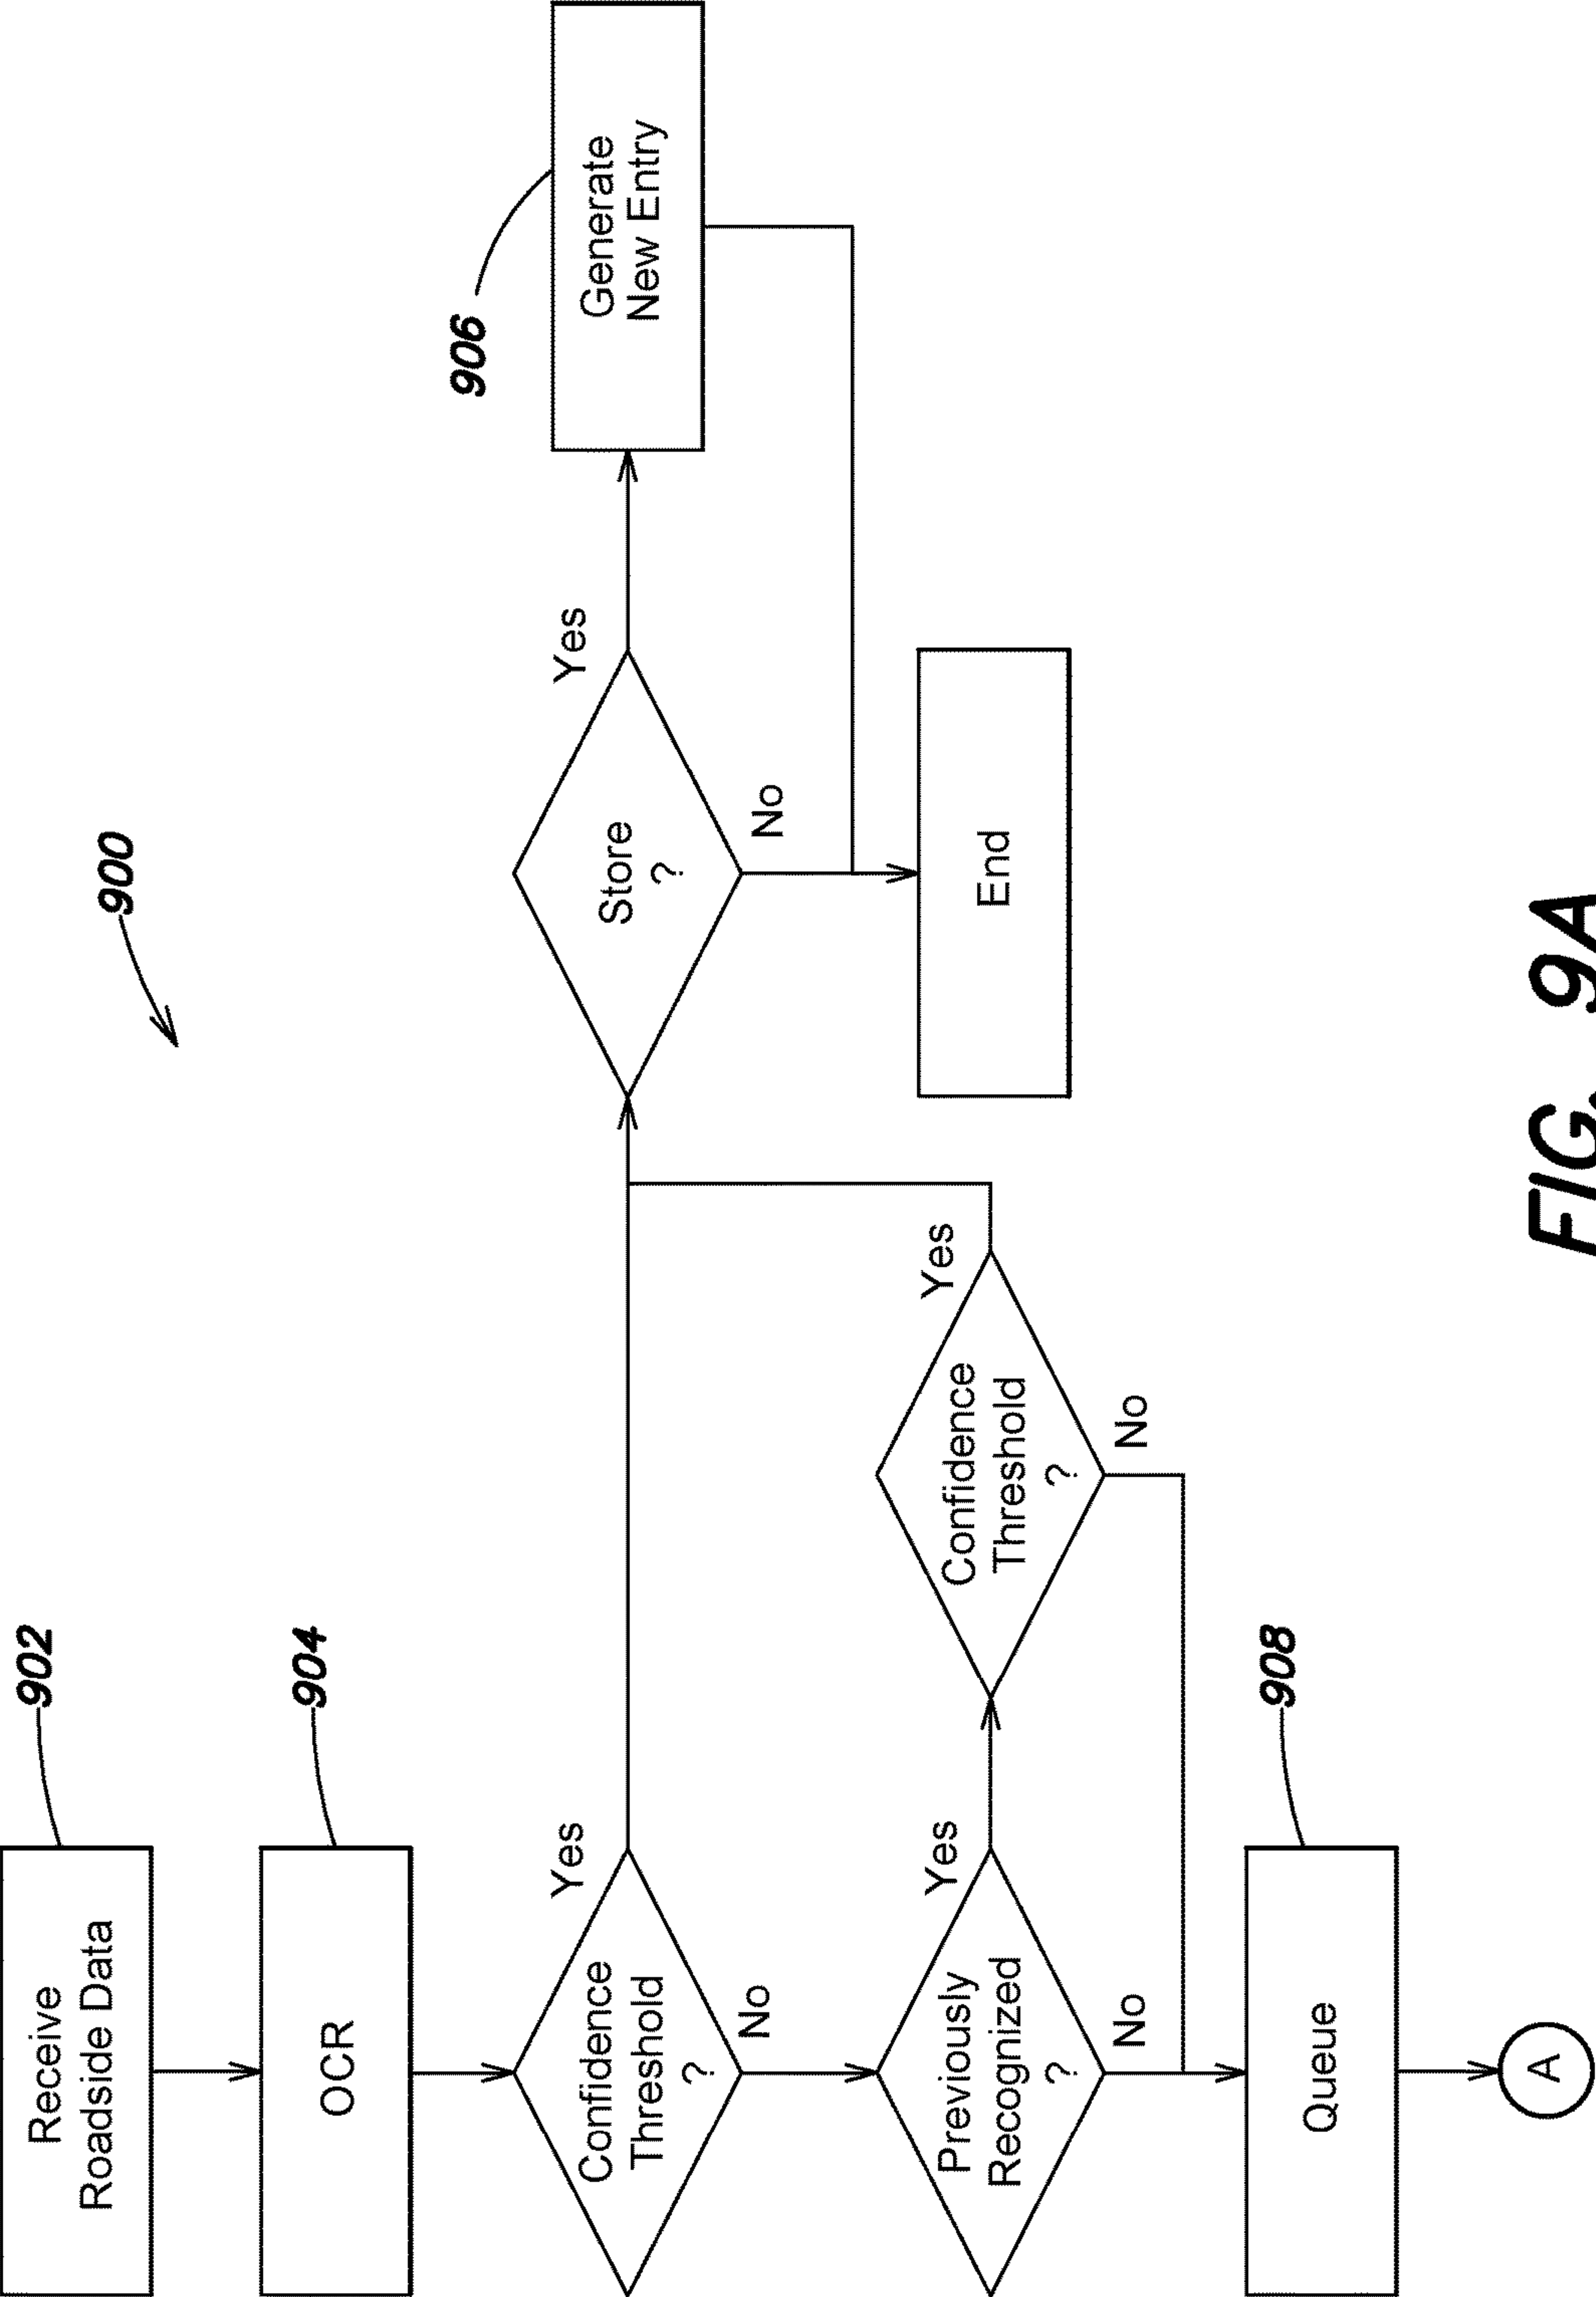 902
Receive
Roadside Data
904
OCR
Confidence
Threshold
?
Yes
No
Previously
Recognized
?
Yes
No
Confidence
Threshold
?
Yes
No
908
Queue
A
900
Store
?
Yes
No
906
Generate
New Entry
End
FIG. 9A